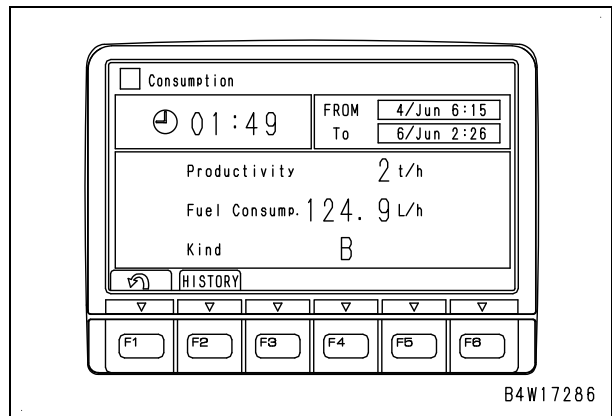 Consumption
01:49
FROM 4/Jun 6:15
To 6/Jun 2:26
Productivity 2 t/h
Fuel Consump. 124.9 L/h
Kind B
HISTORY
F1 F2 F3 F4 F5 F6
B4W17286